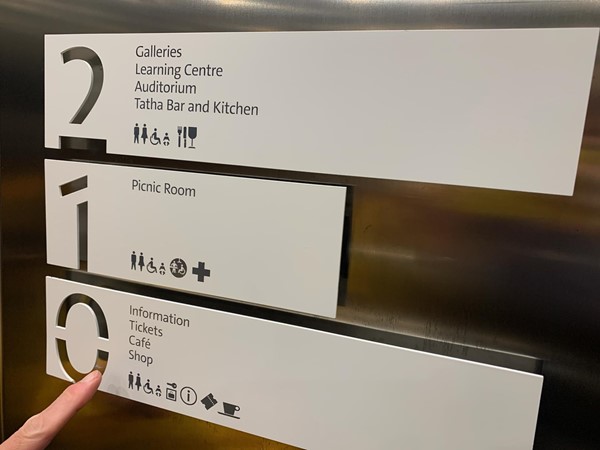 2
Galleries
Learning Centre
Auditorium
Tatha Bar and Kitchen
1
Picnic Room
0
Information
Tickets
Café
Shop